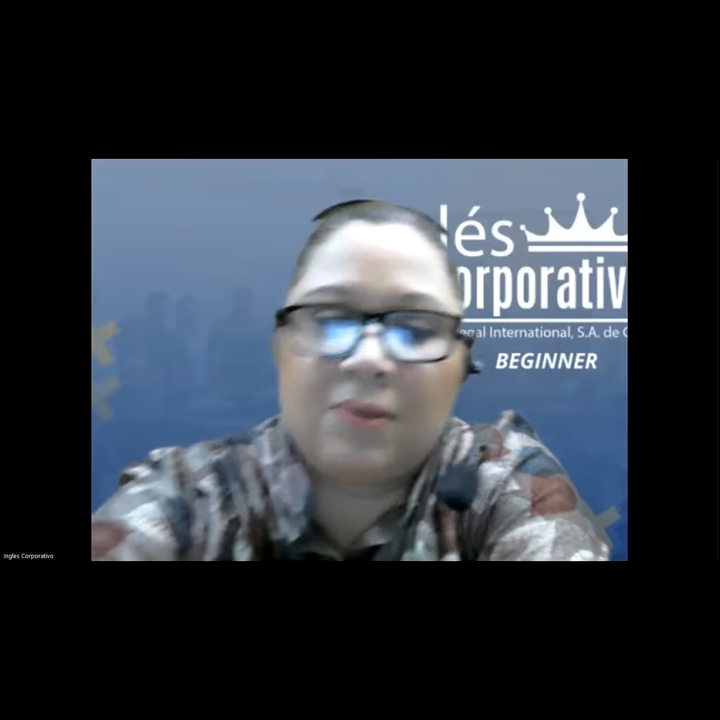 lés
orporativ
egal International, S.A. de C
BEGINNER
Ingles Corporativo